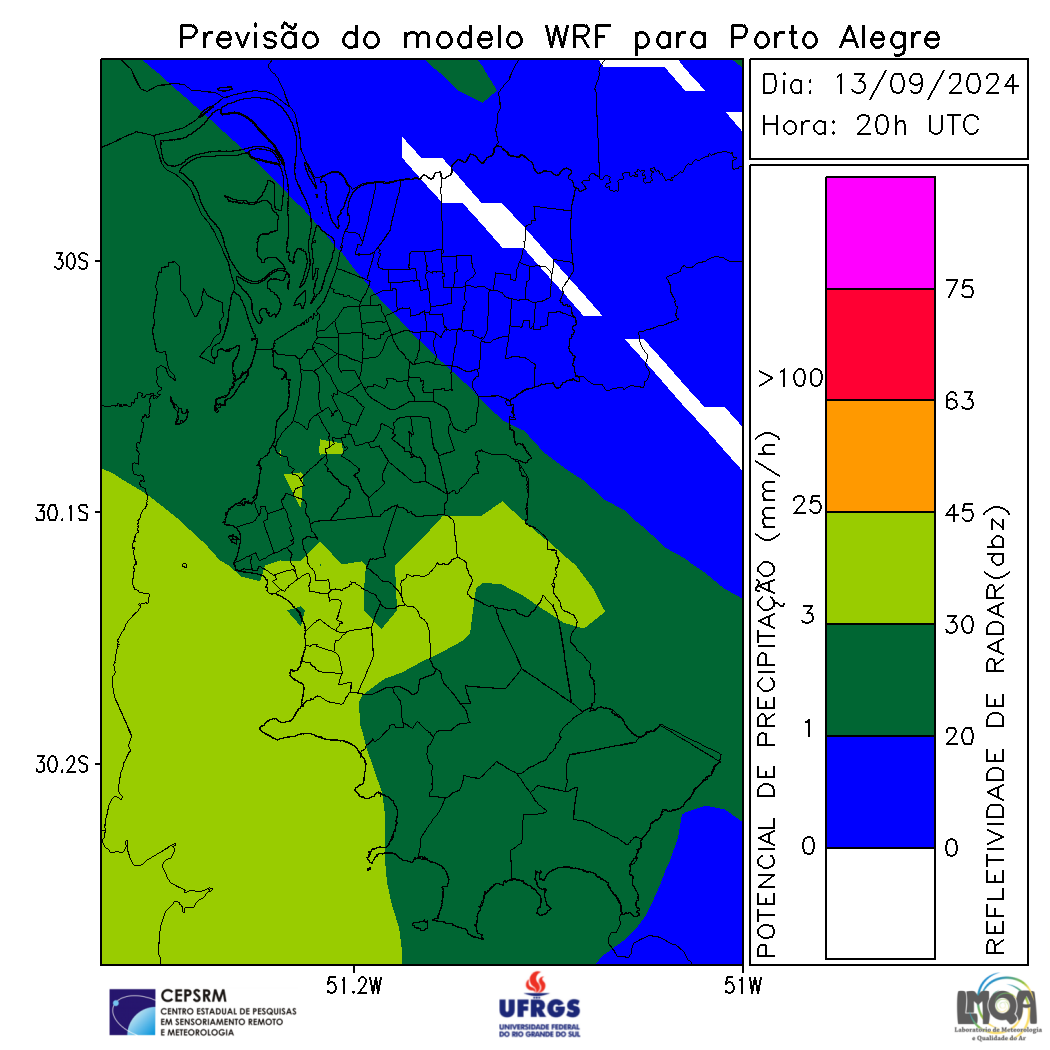 Previsão do modelo WRF para Porto Alegre
Dia: 13/09/2024
Hora: 20h UTC
30S
30.1S
30.2S
51.2W
51W
POTENCIAL DE PRECIPITAÇÃO (mm/h)
>100
25
3
1
0
75
63
45
30
20
0
REFLETIVIDADE DE RADAR(dbz)
CEPSRM
CENTRO ESTADUAL DE PESQUISAS
EM SENSORIAMENTO REMOTO
E METEOROLOGIA
UFRGS
UNIVERSIDADE FEDERAL
DO RIO GRANDE DO SUL
LMQA
Laboratório de Meteorologia
e Qualidade do Ar